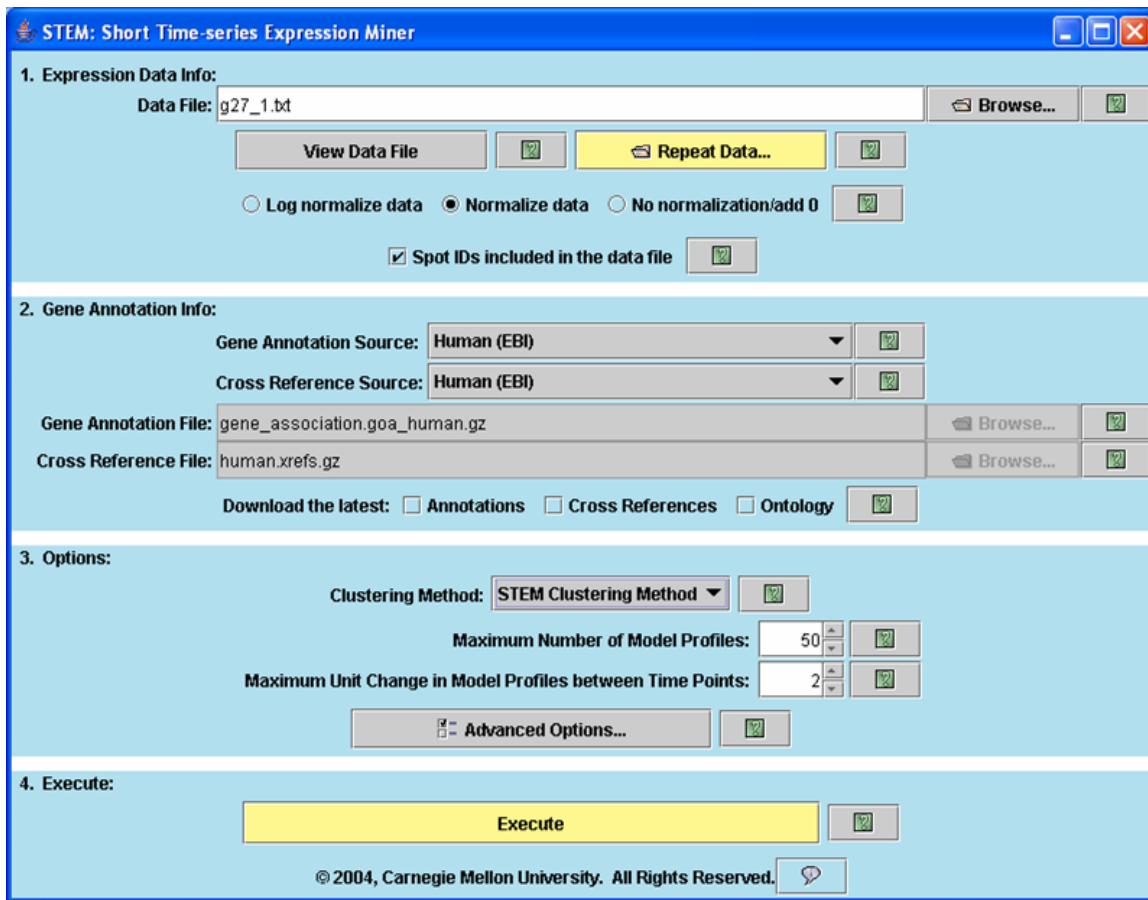 STEM: Short Time-series Expression Miner
1. Expression Data Info:
Data File: g27_1.txt Browse...
View Data File Repeat Data...
Log normalize data Normalize data No normalization/add 0
Spot IDs included in the data file
2. Gene Annotation Info:
Gene Annotation Source: Human (EBI)
Cross Reference Source: Human (EBI)
Gene Annotation File: gene_association.goa_human.gz Browse...
Cross Reference File: human.xrefs.gz Browse...
Download the latest: Annotations Cross References Ontology
3. Options:
Clustering Method: STEM Clustering Method
Maximum Number of Model Profiles: 50
Maximum Unit Change in Model Profiles between Time Points: 2
Advanced Options...
4. Execute:
Execute
© 2004, Carnegie Mellon University. All Rights Reserved.